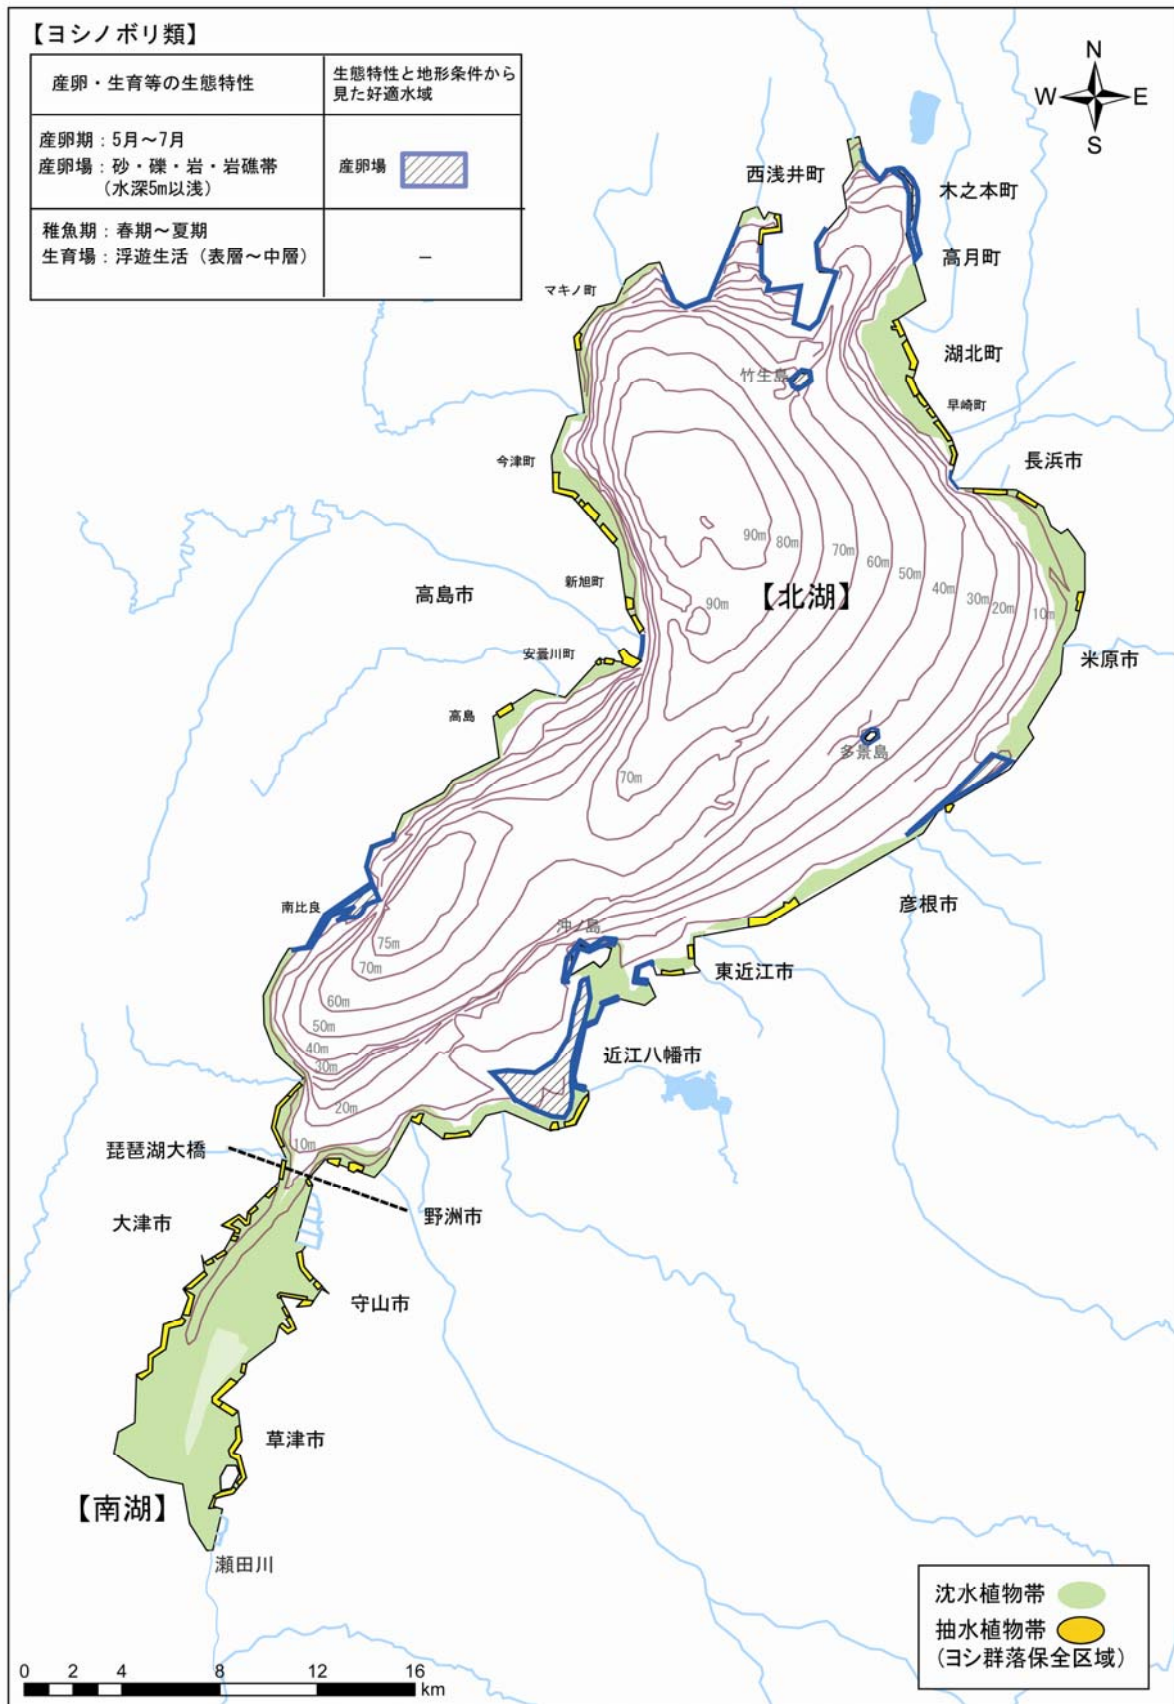 【ヨシノボリ類】
産卵・生育等の生態特性
生態特性と地形条件から
見た好適水域
産卵期：5月～7月
産卵場：砂・礫・岩・岩礁帯
（水深5m以浅）
産卵場
稚魚期：春期～夏期
生育場：浮遊生活（表層～中層）
－
N
W
E
S
西浅井町
木之本町
高月町
マキノ町
湖北町
竹生島
早崎町
今津町
長浜市
90m
80m
70m
60m
50m
40m
30m
20m
10m
新旭町
高島市
90m
【北湖】
安曇川町
米原市
高島
多景島
70m
南比良
彦根市
沖ノ島
75m
70m
東近江市
60m
50m
40m
30m
近江八幡市
20m
10m
琵琶湖大橋
大津市
野洲市
守山市
草津市
【南湖】
瀬田川
沈水植物帯
抽水植物帯
（ヨシ群落保全区域）
0 2 4 8 12 16
km